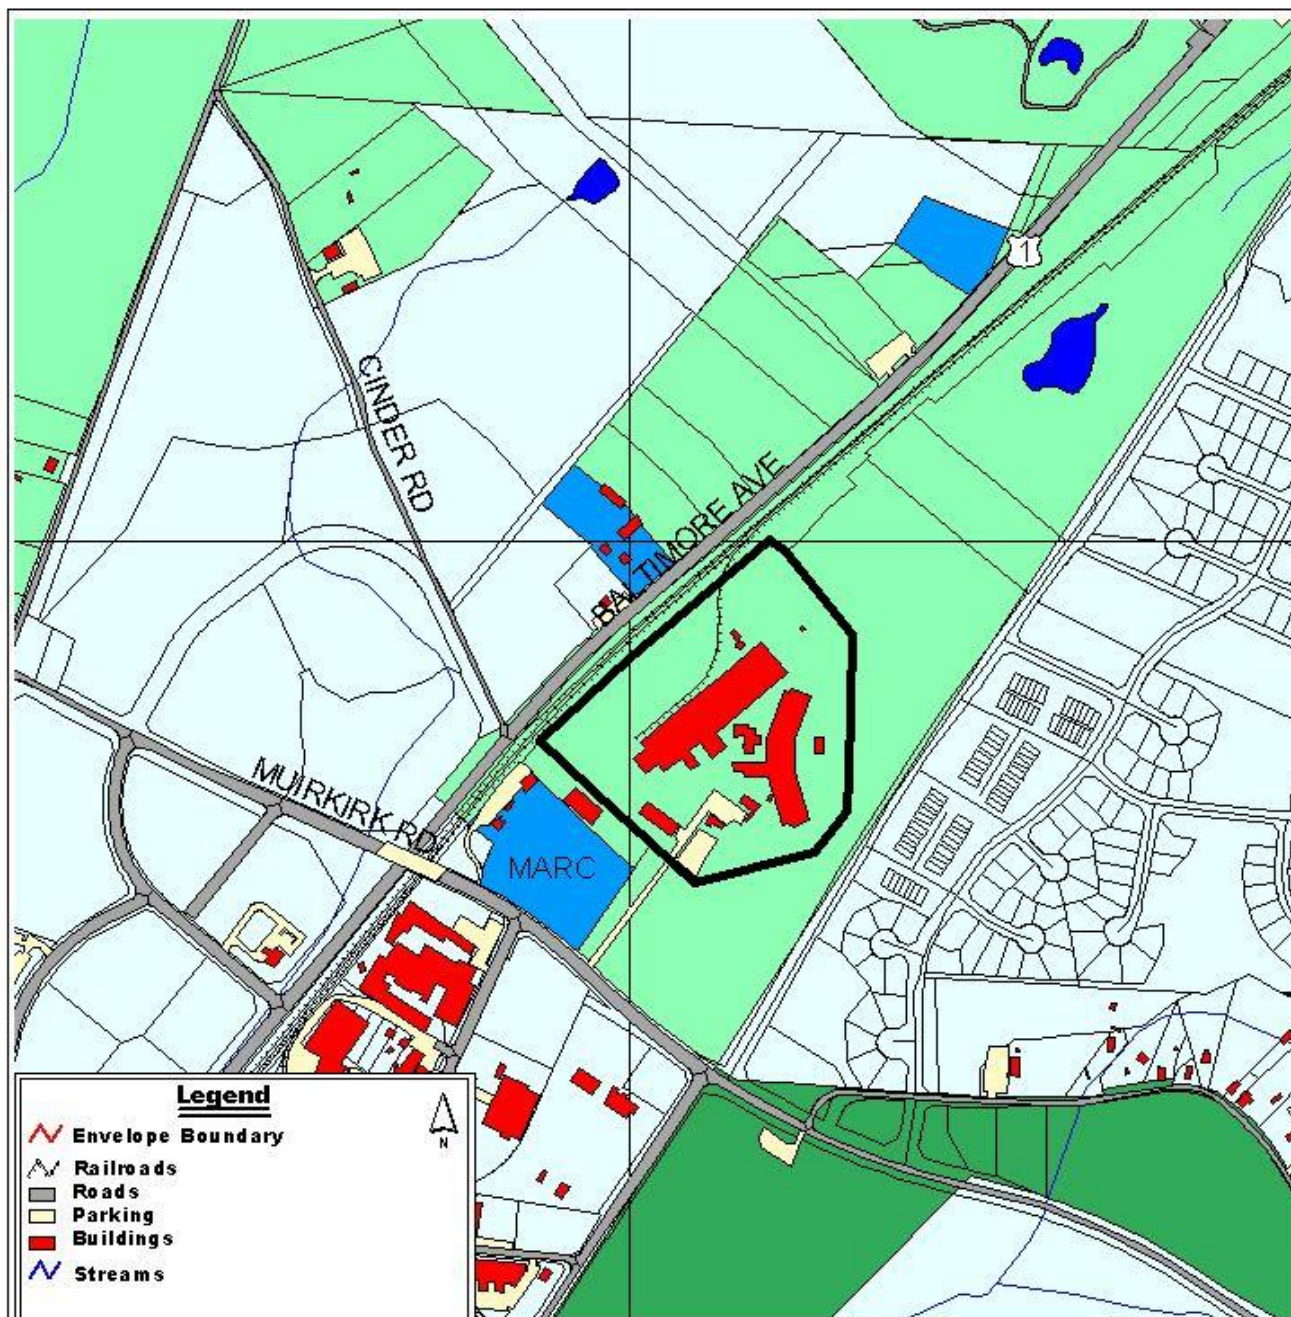 1
CINDER RD
BALTIMORE AVE
MUIRKIRK RD
MARC
Legend
Envelope Boundary
Railroads
Roads
Parking
Buildings
Streams
N